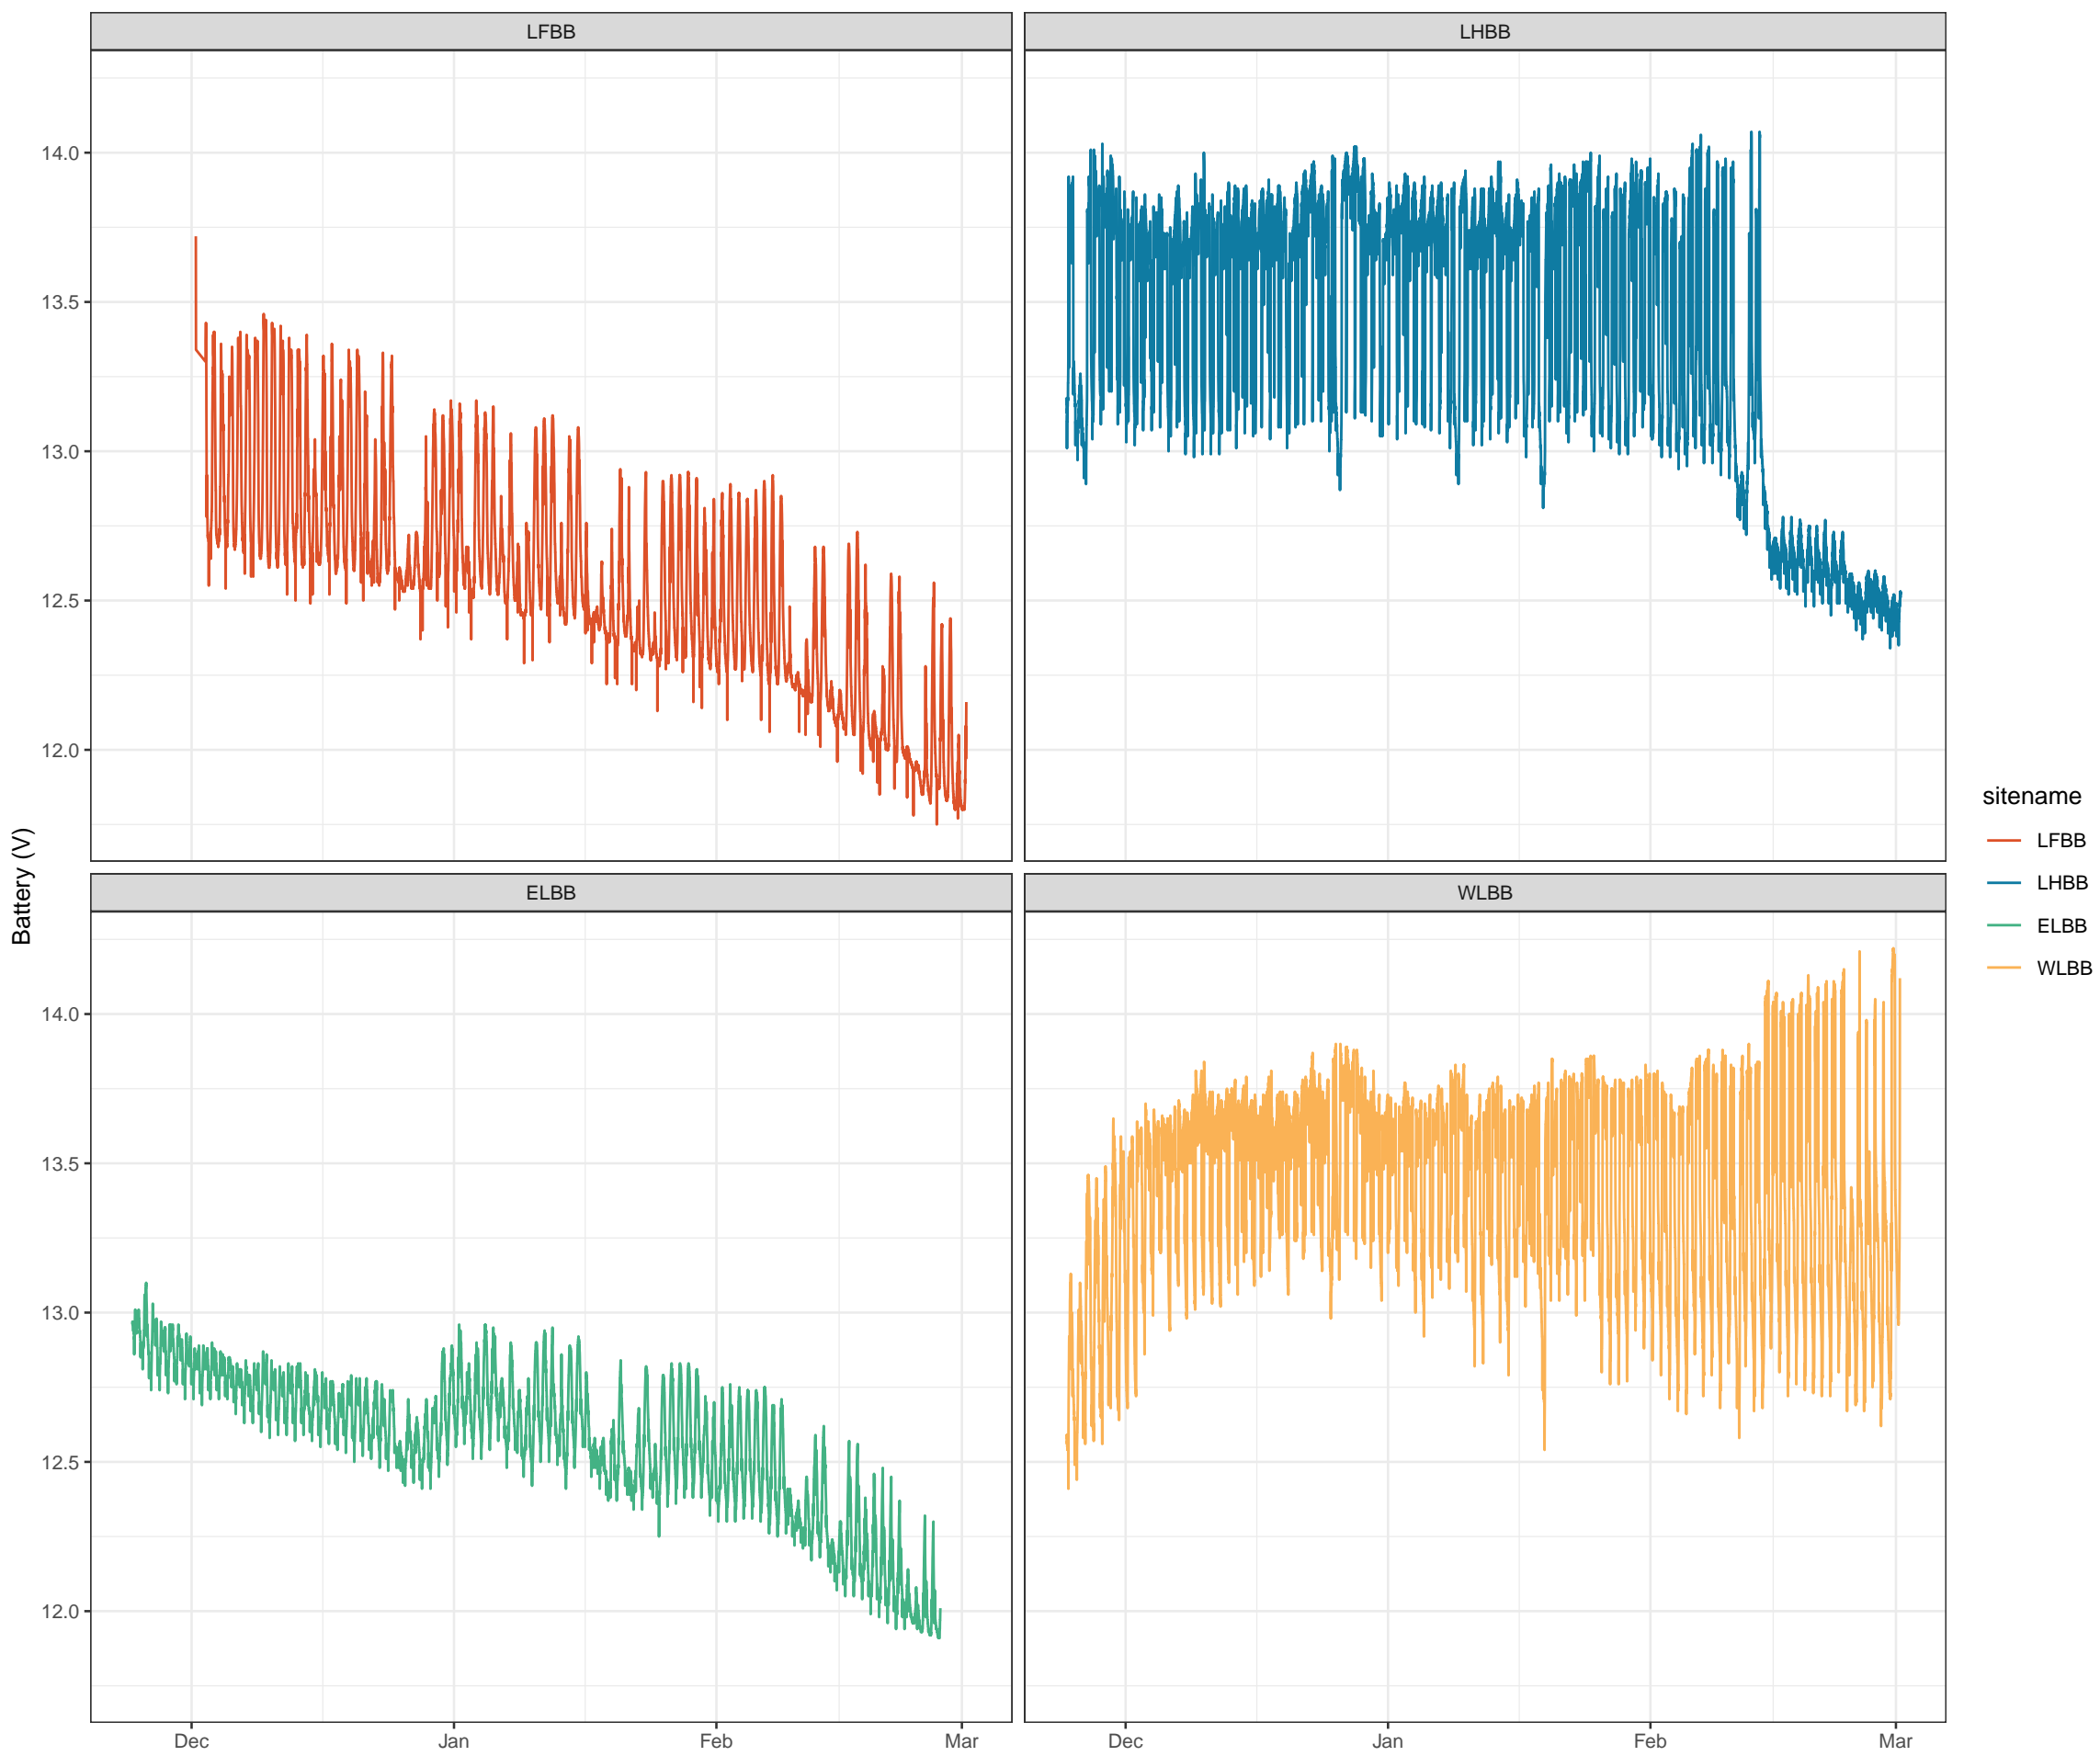 LFBB
LHBB
14.0
13.5
13.0
12.5
12.0
Battery (V)
ELBB
WLBB
14.0
13.5
13.0
12.5
12.0
Dec
Jan
Feb
Mar
Dec
Jan
Feb
Mar
sitename
LFBB
LHBB
ELBB
WLBB